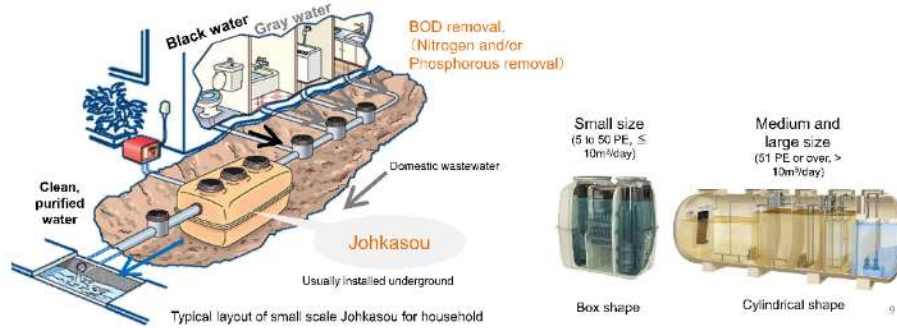 Black water
Gray water
BOD removal,
(Nitrogen and/or
Phosphorous removal)
Domestic wastewater
Clean,
purified
water
Johkasou
Usually installed underground
Typical layout of small scale Johkasou for household
Small size
(5 to 50 PE, ≦
10m³/day)
Box shape
Medium and
large size
(51 PE or over, >
10m³/day)
Cylindrical shape
9